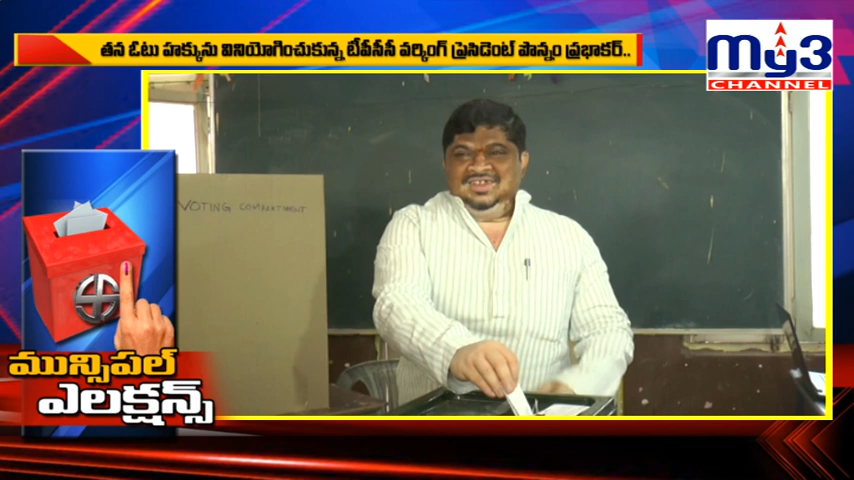 తన ఓటు హక్కును వినియోగించుకున్న టీపీసీసీ వర్కింగ్ ప్రెసిడెంట్ పొన్నం ప్రభాకర్..
my3
CHANNEL
VOTING COMPARTMENT
మున్సిపల్
ఎలక్షన్స్